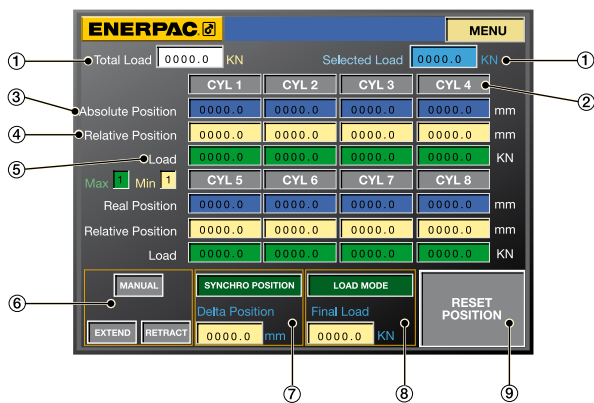 ENERPAC
MENU
1 Total Load 0000.0 KN Selected Load 0000.0 KN 1
CYL 1 CYL 2 CYL 3 CYL 4 2
3 Absolute Position 0000.0 0000.0 0000.0 0000.0 mm
4 Relative Position 0000.0 0000.0 0000.0 0000.0 mm
5 Load 0000.0 0000.0 0000.0 0000.0 KN
Max 1 Min 1 CYL 5 CYL 6 CYL 7 CYL 8
Real Position 0000.0 0000.0 0000.0 0000.0 mm
Relative Position 0000.0 0000.0 0000.0 0000.0 mm
Load 0000.0 0000.0 0000.0 0000.0 KN
MANUAL SYNCHRO POSITION LOAD MODE
6
Delta Position Final Load
RESET
POSITION
EXTEND RETRACT 0000.0 mm 0000.0 KN
7 8 9